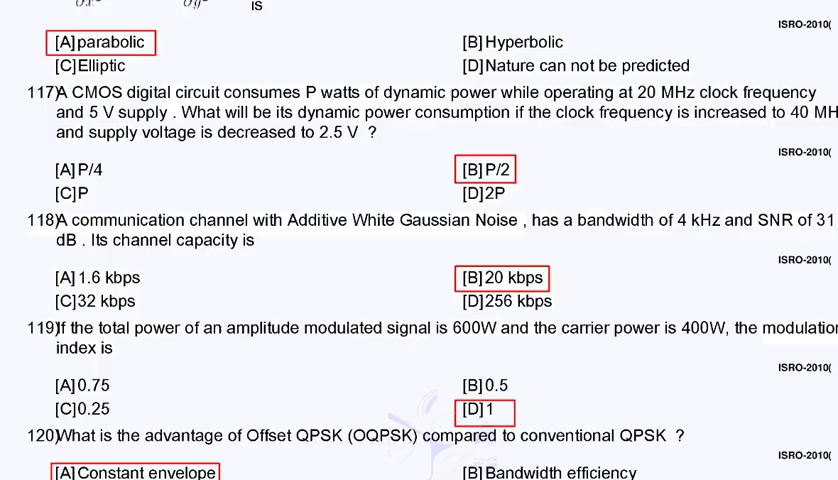 is
ISRO-2010(
[A]parabolic [B]Hyperbolic
[C]Elliptic [D]Nature can not be predicted
117)A CMOS digital circuit consumes P watts of dynamic power while operating at 20 MHz clock frequency
and 5 V supply . What will be its dynamic power consumption if the clock frequency is increased to 40 MH
and supply voltage is decreased to 2.5 V ?
ISRO-2010(
[A]P/4 [B]P/2
[C]P [D]2P
118)A communication channel with Additive White Gaussian Noise , has a bandwidth of 4 kHz and SNR of 31
dB . Its channel capacity is
ISRO-2010(
[A]1.6 kbps [B]20 kbps
[C]32 kbps [D]256 kbps
119)If the total power of an amplitude modulated signal is 600W and the carrier power is 400W, the modulation
index is
ISRO-2010(
[A]0.75 [B]0.5
[C]0.25 [D]1
120)What is the advantage of Offset QPSK (OQPSK) compared to conventional QPSK ?
ISRO-2010(
[A]Constant envelope [B]Bandwidth efficiency